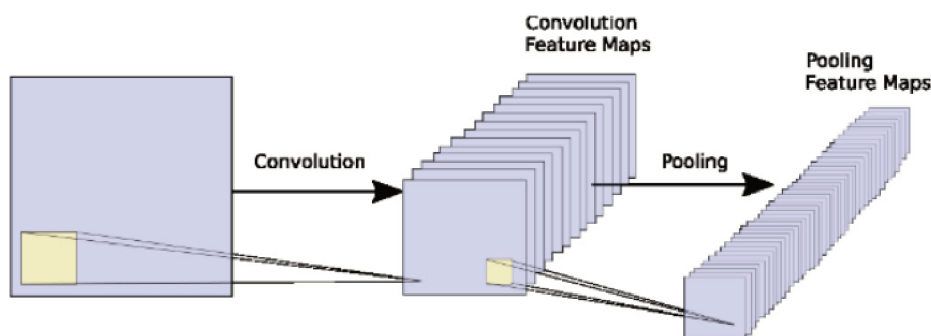 Convolution
Feature Maps
Pooling
Feature Maps
Convolution
Pooling